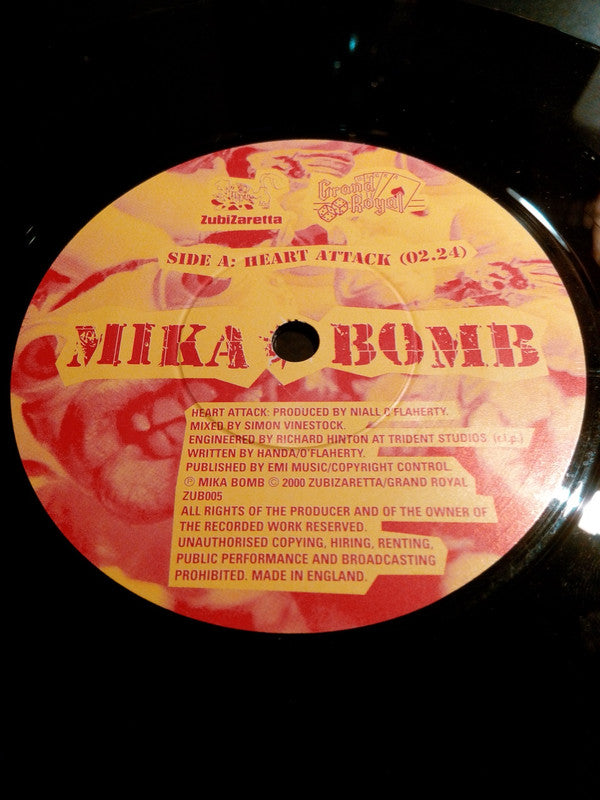 ZubiZaretta
Grand Royal
SIDE A: HEART ATTACK (02.24)
MIKA BOMB
HEART ATTACK: PRODUCED BY NIALL O'FLAHERTY.
MIXED BY SIMON VINESTOCK.
ENGINEERED BY RICHARD HINTON AT TRIDENT STUDIOS (r.i.p.)
WRITTEN BY HANDA/O'FLAHERTY.
PUBLISHED BY EMI MUSIC/COPYRIGHT CONTROL.
℗ MIKA BOMB © 2000 ZUBIZARETTA/GRAND ROYAL
ZUB005
ALL RIGHTS OF THE PRODUCER AND OF THE OWNER OF
THE RECORDED WORK RESERVED.
UNAUTHORISED COPYING, HIRING, RENTING,
PUBLIC PERFORMANCE AND BROADCASTING
PROHIBITED. MADE IN ENGLAND.